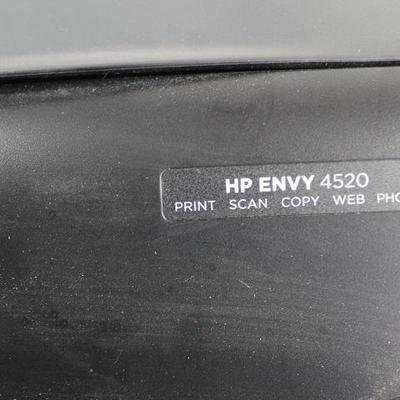 HP ENVY 4520
PRINT SCAN COPY WEB